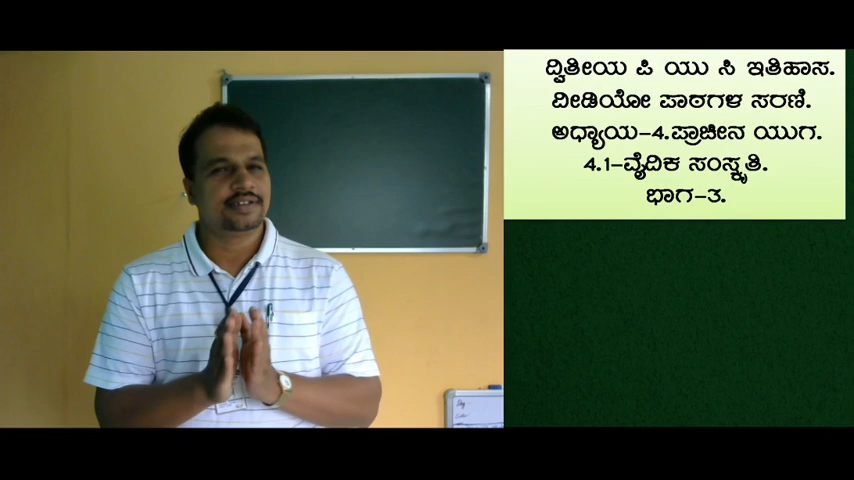 ದ್ವಿತೀಯ ಪಿ ಯು ಸಿ ಇತಿಹಾಸ.
ವೀಡಿಯೋ ಪಾಠಗಳ ಸರಣಿ.
ಅಧ್ಯಾಯ-4.ಪ್ರಾಚೀನ ಯುಗ.
4.1-ವೈದಿಕ ಸಂಸ್ಕೃತಿ.
ಭಾಗ-3.